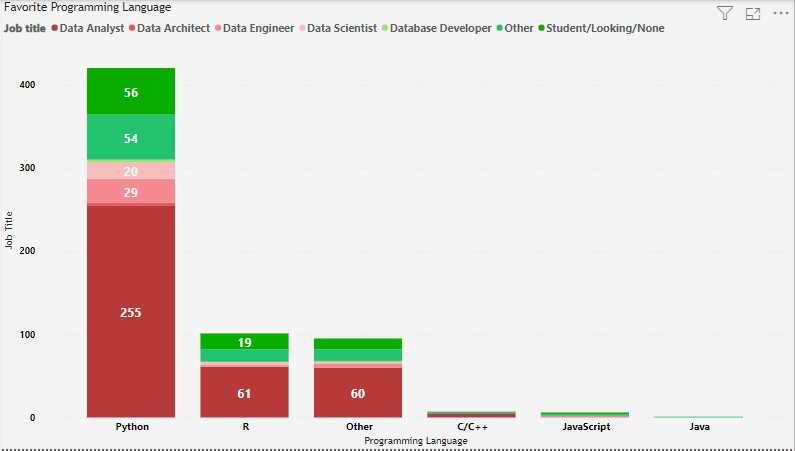 Favorite Programming Language
Job title Data Analyst Data Architect Data Engineer Data Scientist Database Developer Other Student/Looking/None
400
300
200
100
0
Job Title
56
54
20
29
255
19
61
60
Python R Other C/C++ JavaScript Java
Programming Language